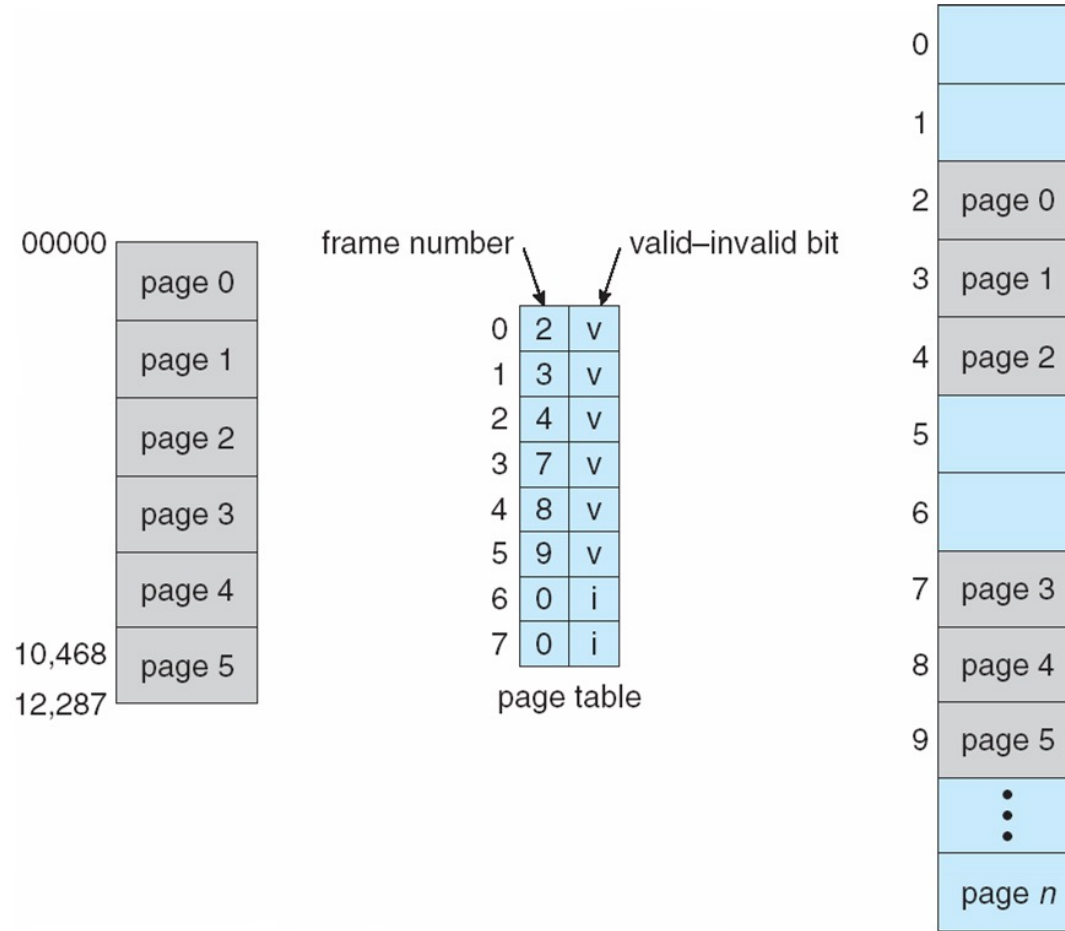 00000
page 0
page 1
page 2
page 3
page 4
10,468
page 5
12,287
frame number
valid–invalid bit
0 2 v
1 3 v
2 4 v
3 7 v
4 8 v
5 9 v
6 0 i
7 0 i
page table
0
1
2 page 0
3 page 1
4 page 2
5
6
7 page 3
8 page 4
9 page 5
page n